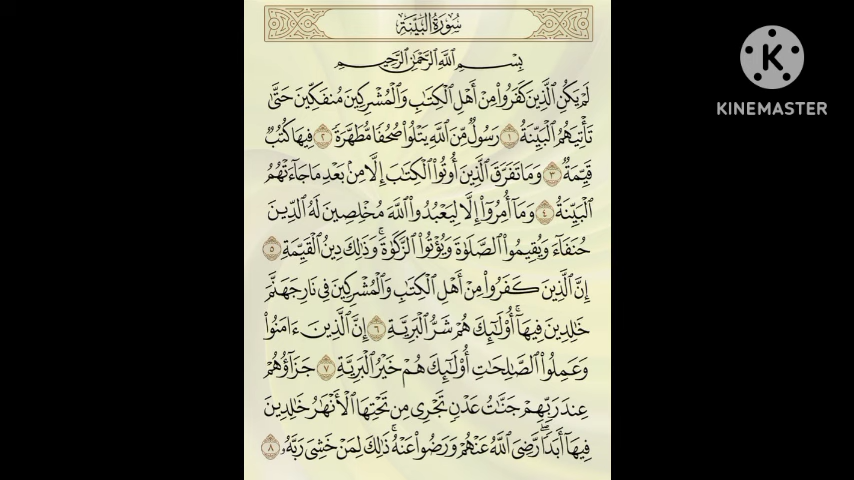 سُورَةُ البَيِّنَةِ
بِسْمِ ٱللَّهِ ٱلرَّحْمَٰنِ ٱلرَّحِيمِ
لَمْ يَكُنِ ٱلَّذِينَ كَفَرُوا۟ مِنْ أَهْلِ ٱلْكِتَٰبِ وَٱلْمُشْرِكِينَ مُنفَكِّينَ حَتَّىٰ
تَأْتِيَهُمُ ٱلْبَيِّنَةُ ١ رَسُولٌ مِّنَ ٱللَّهِ يَتْلُوا۟ صُحُفًا مُّطَهَّرَةً ٢ فِيهَا كُتُبٌ
قَيِّمَةٌ ٣ وَمَا تَفَرَّقَ ٱلَّذِينَ أُوتُوا۟ ٱلْكِتَٰبَ إِلَّا مِنۢ بَعْدِ مَا جَآءَتْهُمُ
ٱلْبَيِّنَةُ ٤ وَمَآ أُمِرُوٓا۟ إِلَّا لِيَعْبُدُوا۟ ٱللَّهَ مُخْلِصِينَ لَهُ ٱلدِّينَ
حُنَفَآءَ وَيُقِيمُوا۟ ٱلصَّلَوٰةَ وَيُؤْتُوا۟ ٱلزَّكَوٰةَ ۚ وَذَٰلِكَ دِينُ ٱلْقَيِّمَةِ ٥
إِنَّ ٱلَّذِينَ كَفَرُوا۟ مِنْ أَهْلِ ٱلْكِتَٰبِ وَٱلْمُشْرِكِينَ فِى نَارِ جَهَنَّمَ
خَٰلِدِينَ فِيهَآ ۚ أُو۟لَٰٓئِكَ هُمْ شَرُّ ٱلْبَرِيَّةِ ٦ إِنَّ ٱلَّذِينَ ءَامَنُوا۟
وَعَمِلُوا۟ ٱلصَّٰلِحَٰتِ أُو۟لَٰٓئِكَ هُمْ خَيْرُ ٱلْبَرِيَّةِ ٧ جَزَآؤُهُمْ
عِندَ رَبِّهِمْ جَنَّٰتُ عَدْنٍ تَجْرِى مِن تَحْتِهَا ٱلْأَنْهَٰرُ خَٰلِدِينَ
فِيهَآ أَبَدًا ۖ رَّضِىَ ٱللَّهُ عَنْهُمْ وَرَضُوا۟ عَنْهُ ۚ ذَٰلِكَ لِمَنْ خَشِىَ رَبَّهُۥ ٨
KINEMASTER